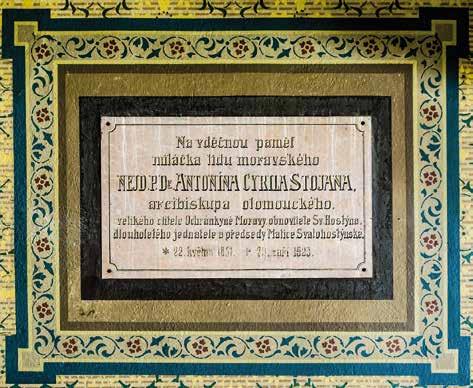 Na vděčnou paměť
miláčka lidu moravského
NEJD. P. Dr. ANTONÍNA CYRILA STOJANA,
arcibiskupa olomouckého,
velikého ctitele Ochránkyně Moravy, obnovitele Sv. Hostýna,
dlouholetého jednatele a předsedy Matice Svatohostýnské.
* 22. května 1851. 29. září 1923.